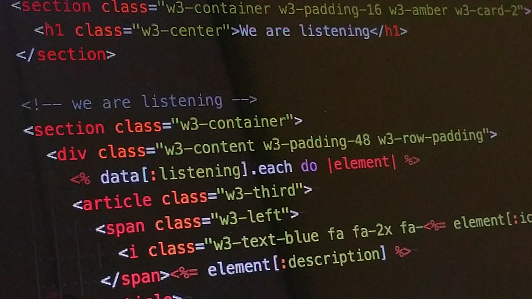 <section class="w3-container w3-padding-16 w3-amber w3-card-2">
<h1 class="w3-center">We are listening</h1>
</section>
<!-- we are listening -->
<section class="w3-container">
<div class="w3-content w3-padding-48 w3-row-padding">
<% data[:listening].each do |element| %>
<article class="w3-third">
<span class="w3-left">
<i class="w3-text-blue fa fa-2x fa-<%= element[:ic
</span><%= element[:description] %>